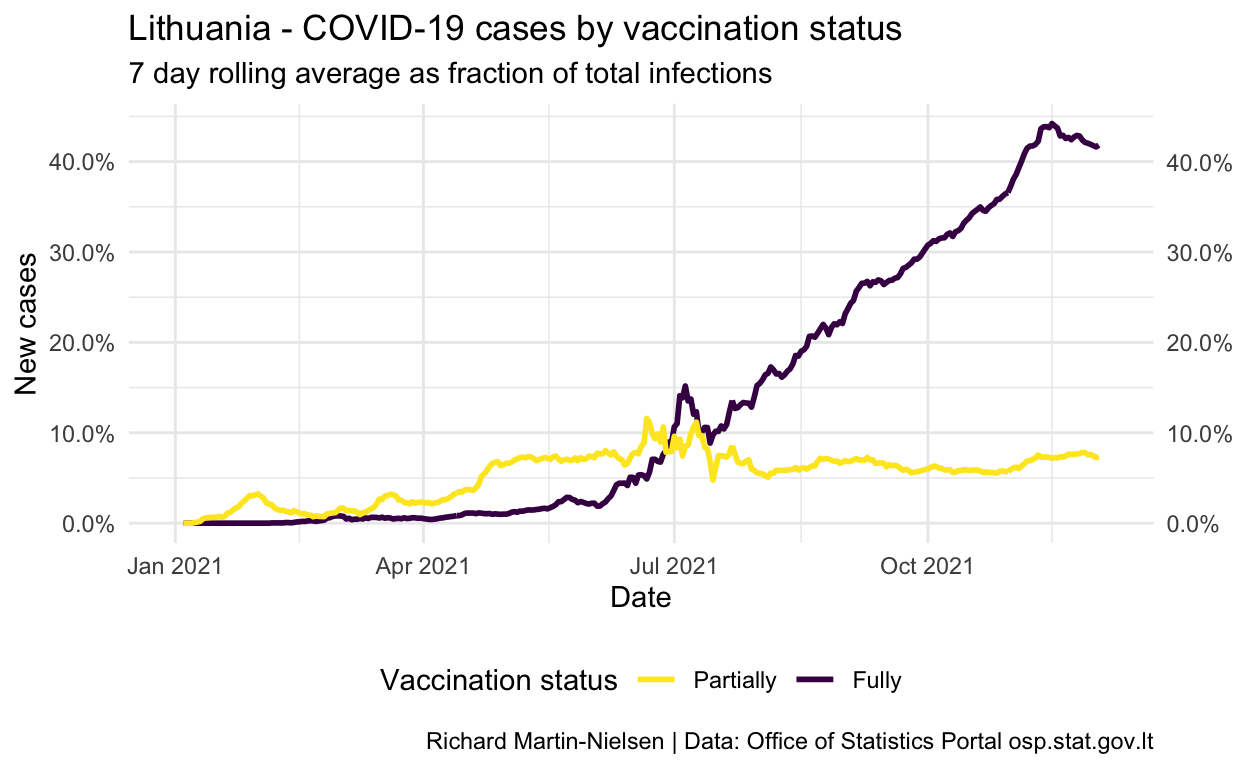 Lithuania - COVID-19 cases by vaccination status
7 day rolling average as fraction of total infections
New cases
40.0%
30.0%
20.0%
10.0%
0.0%
40.0%
30.0%
20.0%
10.0%
0.0%
Jan 2021 Apr 2021 Jul 2021 Oct 2021
Date
Vaccination status Partially Fully
Richard Martin-Nielsen | Data: Office of Statistics Portal osp.stat.gov.lt